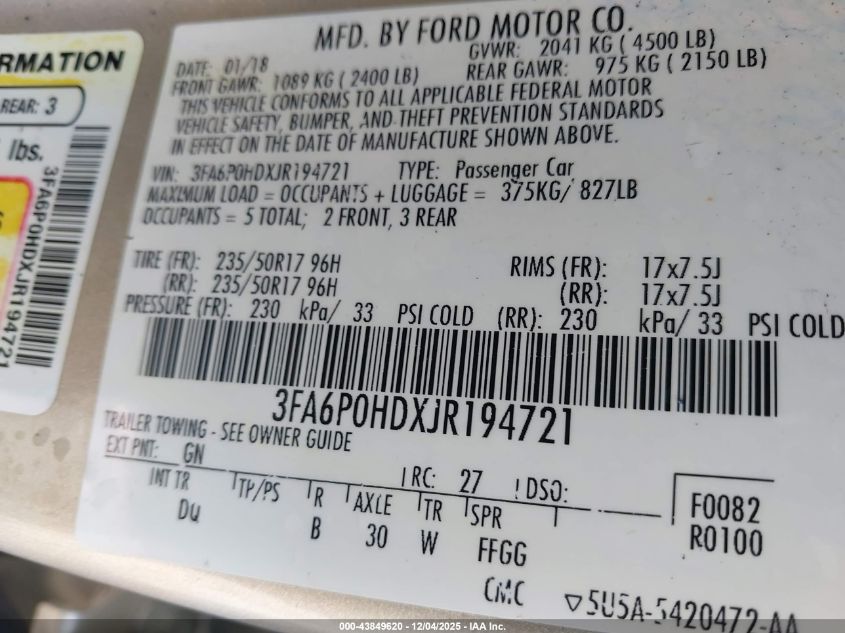 MFD. BY FORD MOTOR CO.
DATE: 01/18 GVWR: 2041 KG ( 4500 LB)
FRONT GAWR: 1089 KG ( 2400 LB) REAR GAWR: 975 KG ( 2150 LB)
THIS VEHICLE CONFORMS TO ALL APPLICABLE FEDERAL MOTOR
VEHICLE SAFETY, BUMPER, AND THEFT PREVENTION STANDARDS
IN EFFECT ON THE DATE OF MANUFACTURE SHOWN ABOVE.
VIN: 3FA6P0HDXJR194721 TYPE: Passenger Car
MAXIMUM LOAD = OCCUPANTS + LUGGAGE = 375KG/ 827LB
OCCUPANTS = 5 TOTAL; 2 FRONT, 3 REAR
TIRE (FR): 235/50R17 96H RIMS (FR): 17x7.5J
(RR): 235/50R17 96H (RR): 17x7.5J
PRESSURE (FR): 230 kPa/ 33 PSI COLD (RR): 230 kPa/ 33 PSI COLD
3FA6P0HDXJR194721
TRAILER TOWING - SEE OWNER GUIDE
EXT PNT: GN RC: 27 DSO:
INT TR TP/PS R AXLE TR SPR
Du B 30 W FFGG
F0082
R0100
CMC 5U5A-5420472-AA
RMATION
REAR: 3
lbs.
3FA6P0HDXJR194721
000-43849620 - 12/04/2025 - IAA Inc.